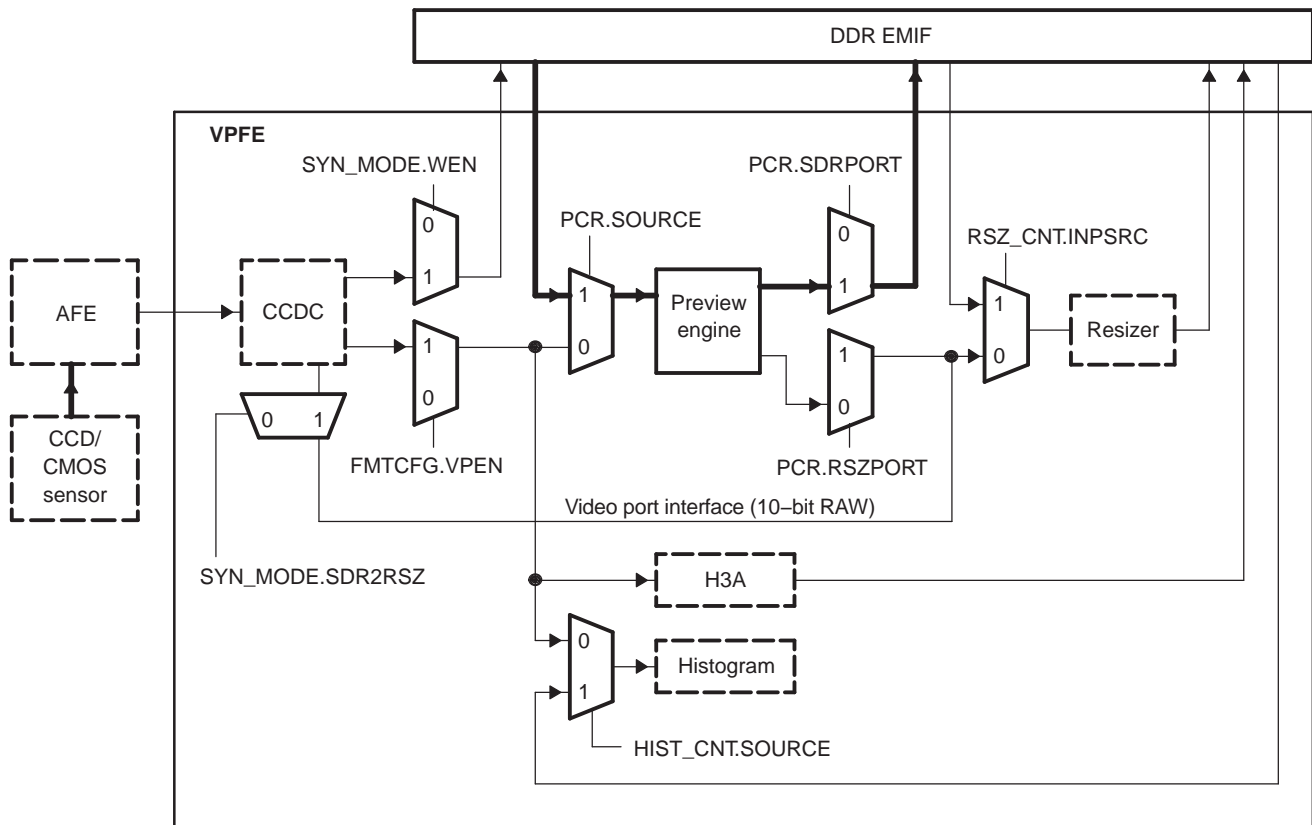 DDR EMIF
VPFE
SYN_MODE.WEN
PCR.SDRPORT
0
1
PCR.SOURCE
0
1
RSZ_CNT.INPSRC
AFE
CCDC
1
0
Preview
engine
1
0
Resizer
1
0
1
0
0 1
CCD/
CMOS
sensor
FMTCFG.VPEN
PCR.RSZPORT
Video port interface (10−bit RAW)
SYN_MODE.SDR2RSZ
H3A
0
1
Histogram
HIST_CNT.SOURCE